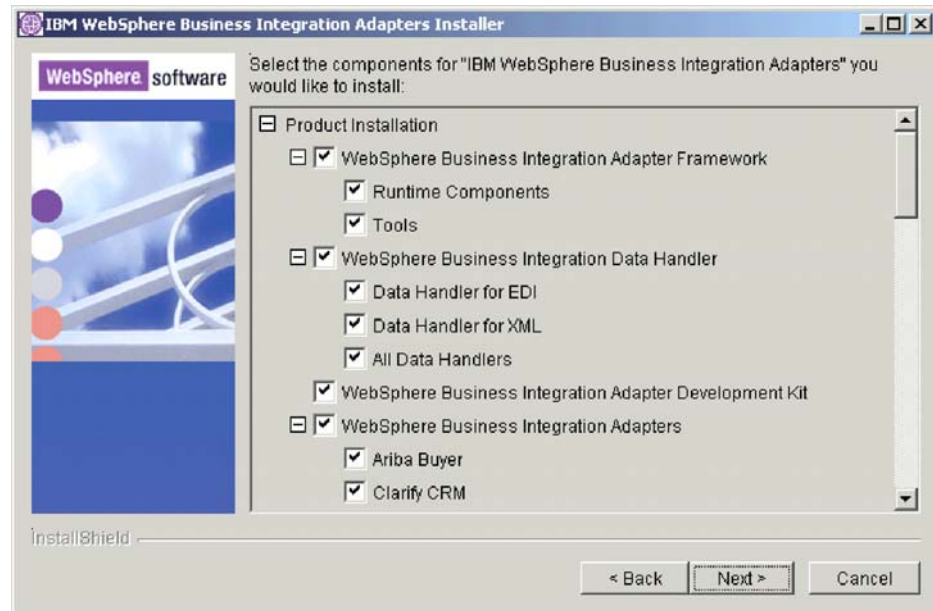 IBM WebSphere Business Integration Adapters Installer
WebSphere software
Select the components for "IBM WebSphere Business Integration Adapters" you
would like to install:
Product Installation
WebSphere Business Integration Adapter Framework
Runtime Components
Tools
WebSphere Business Integration Data Handler
Data Handler for EDI
Data Handler for XML
All Data Handlers
WebSphere Business Integration Adapter Development Kit
WebSphere Business Integration Adapters
Ariba Buyer
Clarify CRM
InstallShield
< Back Next > Cancel